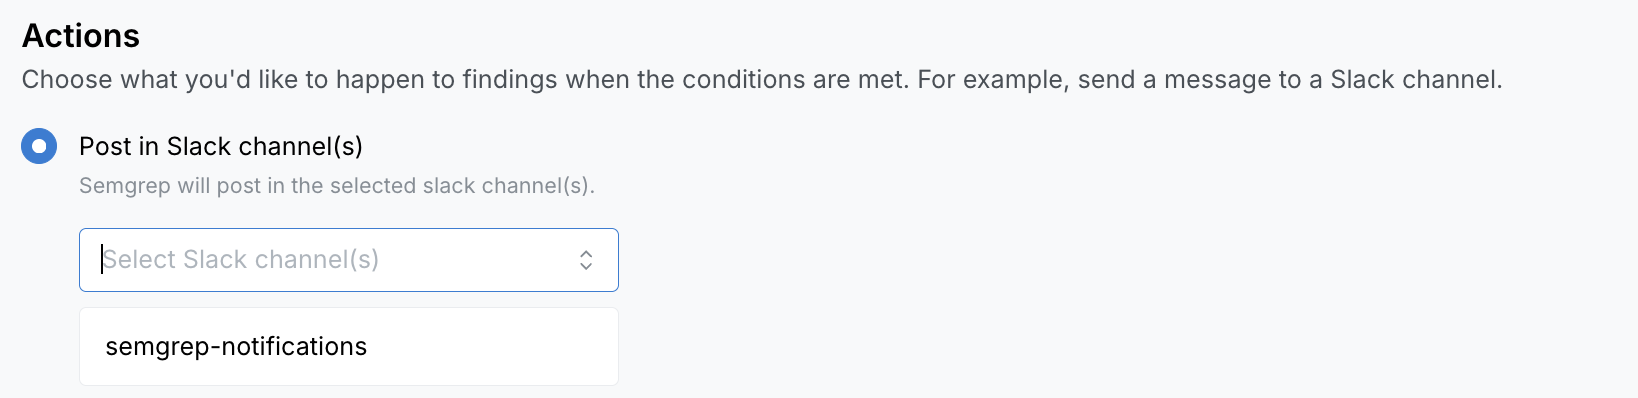 Actions
Choose what you'd like to happen to findings when the conditions are met. For example, send a message to a Slack channel.
Post in Slack channel(s)
Semgrep will post in the selected slack channel(s).
Select Slack channel(s)
semgrep-notifications